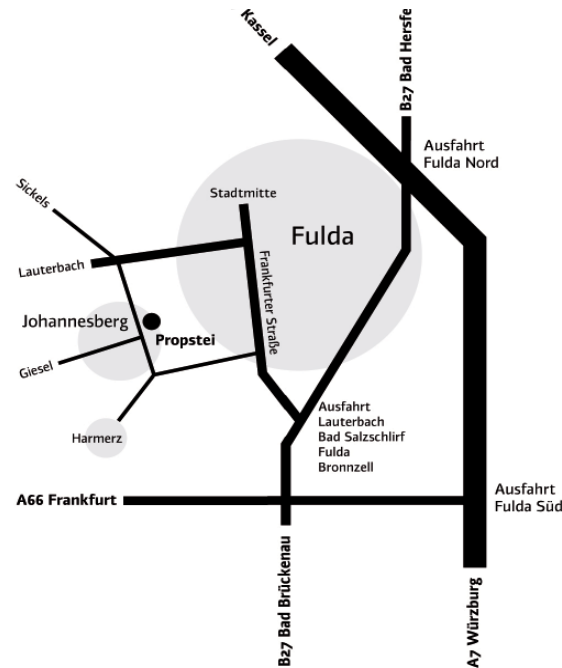 Kassel
B27 Bad Hersfe
Ausfahrt
Fulda Nord
Sickels
Stadtmitte
Fulda
Lauterbach
Frankfurter Straße
Johannesberg
Propstei
Giesel
Harmerz
Ausfahrt
Lauterbach
Bad Salzschlirf
Fulda
Bronnzell
A66 Frankfurt
Ausfahrt
Fulda Süd
B27 Bad Brückenau
A7 Würzburg